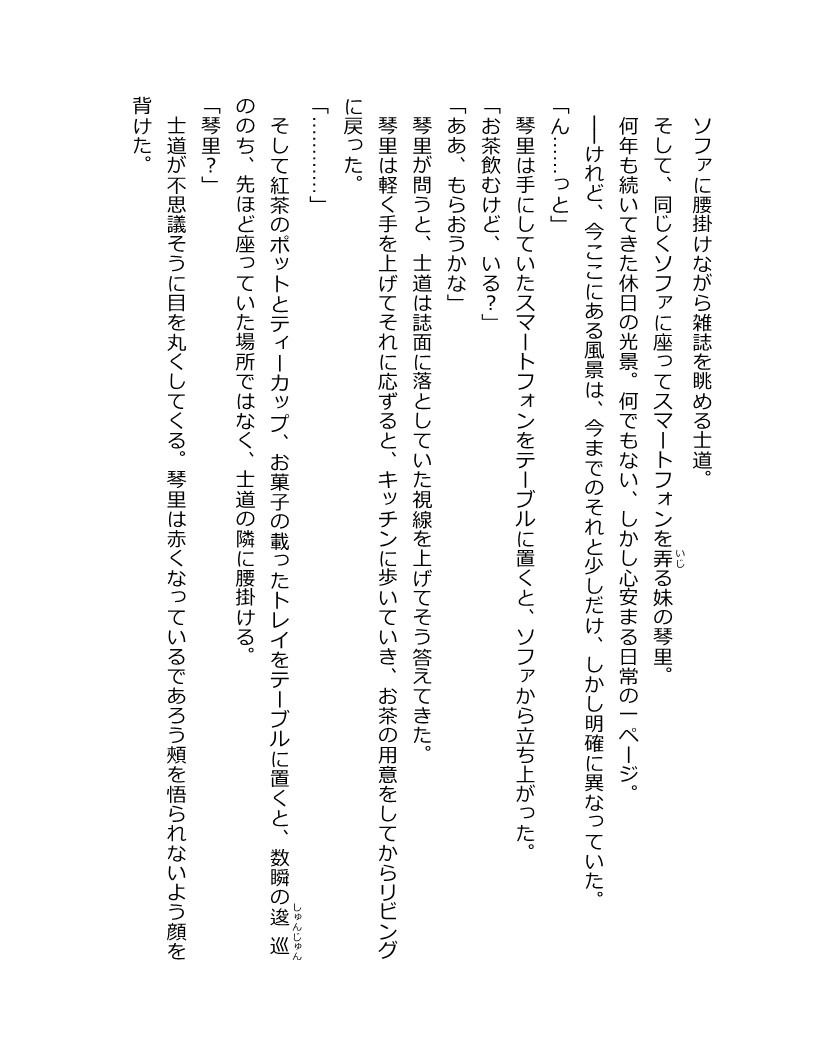 ソファに腰掛けながら雑誌を眺める士道。
そして、同じくソファに座ってスマートフォンを弄る妹の琴里。
いじ
何年も続いてきた休日の光景。何でもない、しかし心安まる日常の一ページ。
――けれど、今ここにある風景は、今までのそれと少しだけ、しかし明確に異なっていた。
「ん……っと」
琴里は手にしていたスマートフォンをテーブルに置くと、ソファから立ち上がった。
「お茶飲むけど、いる？」
「ああ、もらおうかな」
琴里が問うと、士道は誌面に落としていた視線を上げてそう答えてきた。
琴里は軽く手を上げてそれに応ずると、キッチンに歩いていき、お茶の用意をしてからリビング
に戻った。
「…………」
そして紅茶のポットとティーカップ、お菓子の載ったトレイをテーブルに置くと、数瞬の逡巡
しゅんじゅん
ののち、先ほど座っていた場所ではなく、士道の隣に腰掛ける。
「琴里？」
士道が不思議そうに目を丸くしてくる。琴里は赤くなっているであろう頰を悟られないよう顔を
背けた。